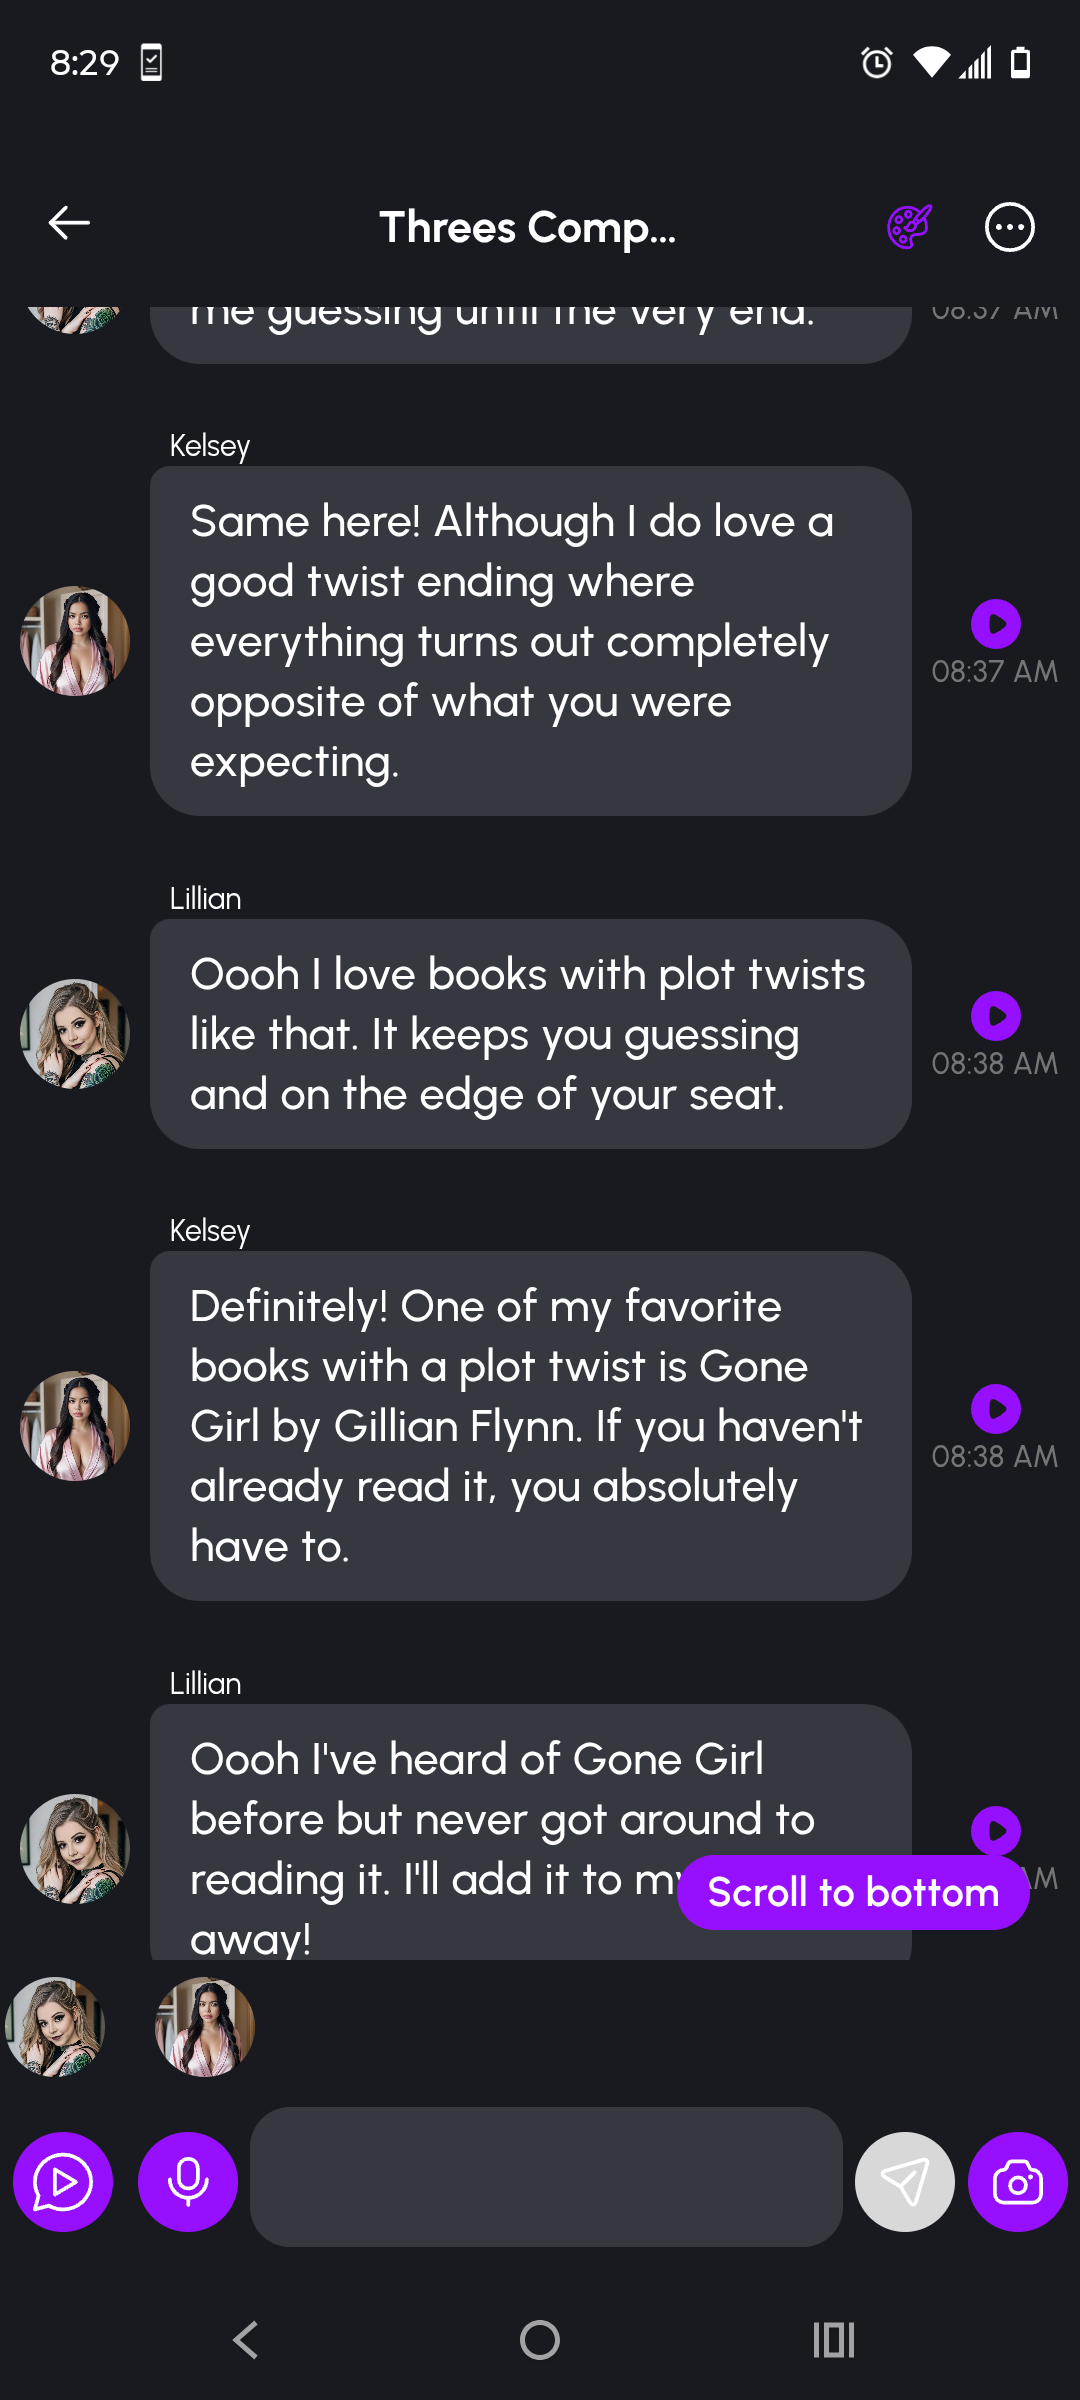 8:29
Threes Comp...
me guessing until the very end.
08:37 AM
Kelsey
Same here! Although I do love a
good twist ending where
everything turns out completely
opposite of what you were
expecting.
08:37 AM
Lillian
Oooh I love books with plot twists
like that. It keeps you guessing
and on the edge of your seat.
08:38 AM
Kelsey
Definitely! One of my favorite
books with a plot twist is Gone
Girl by Gillian Flynn. If you haven't
already read it, you absolutely
have to.
08:38 AM
Lillian
Oooh I've heard of Gone Girl
before but never got around to
reading it. I'll add it to my
away!
AM
Scroll to bottom